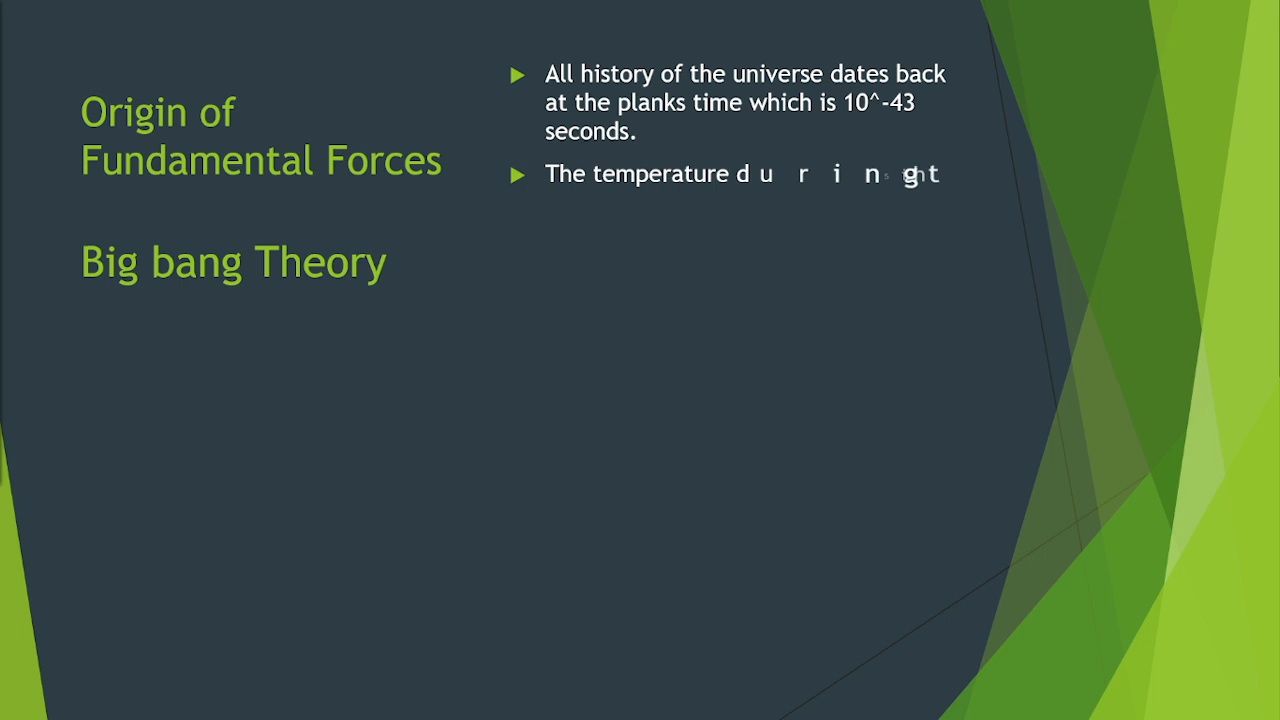 Origin of
Fundamental Forces
Big bang Theory
All history of the universe dates back
at the planks time which is 10^-43
seconds.
The temperature during